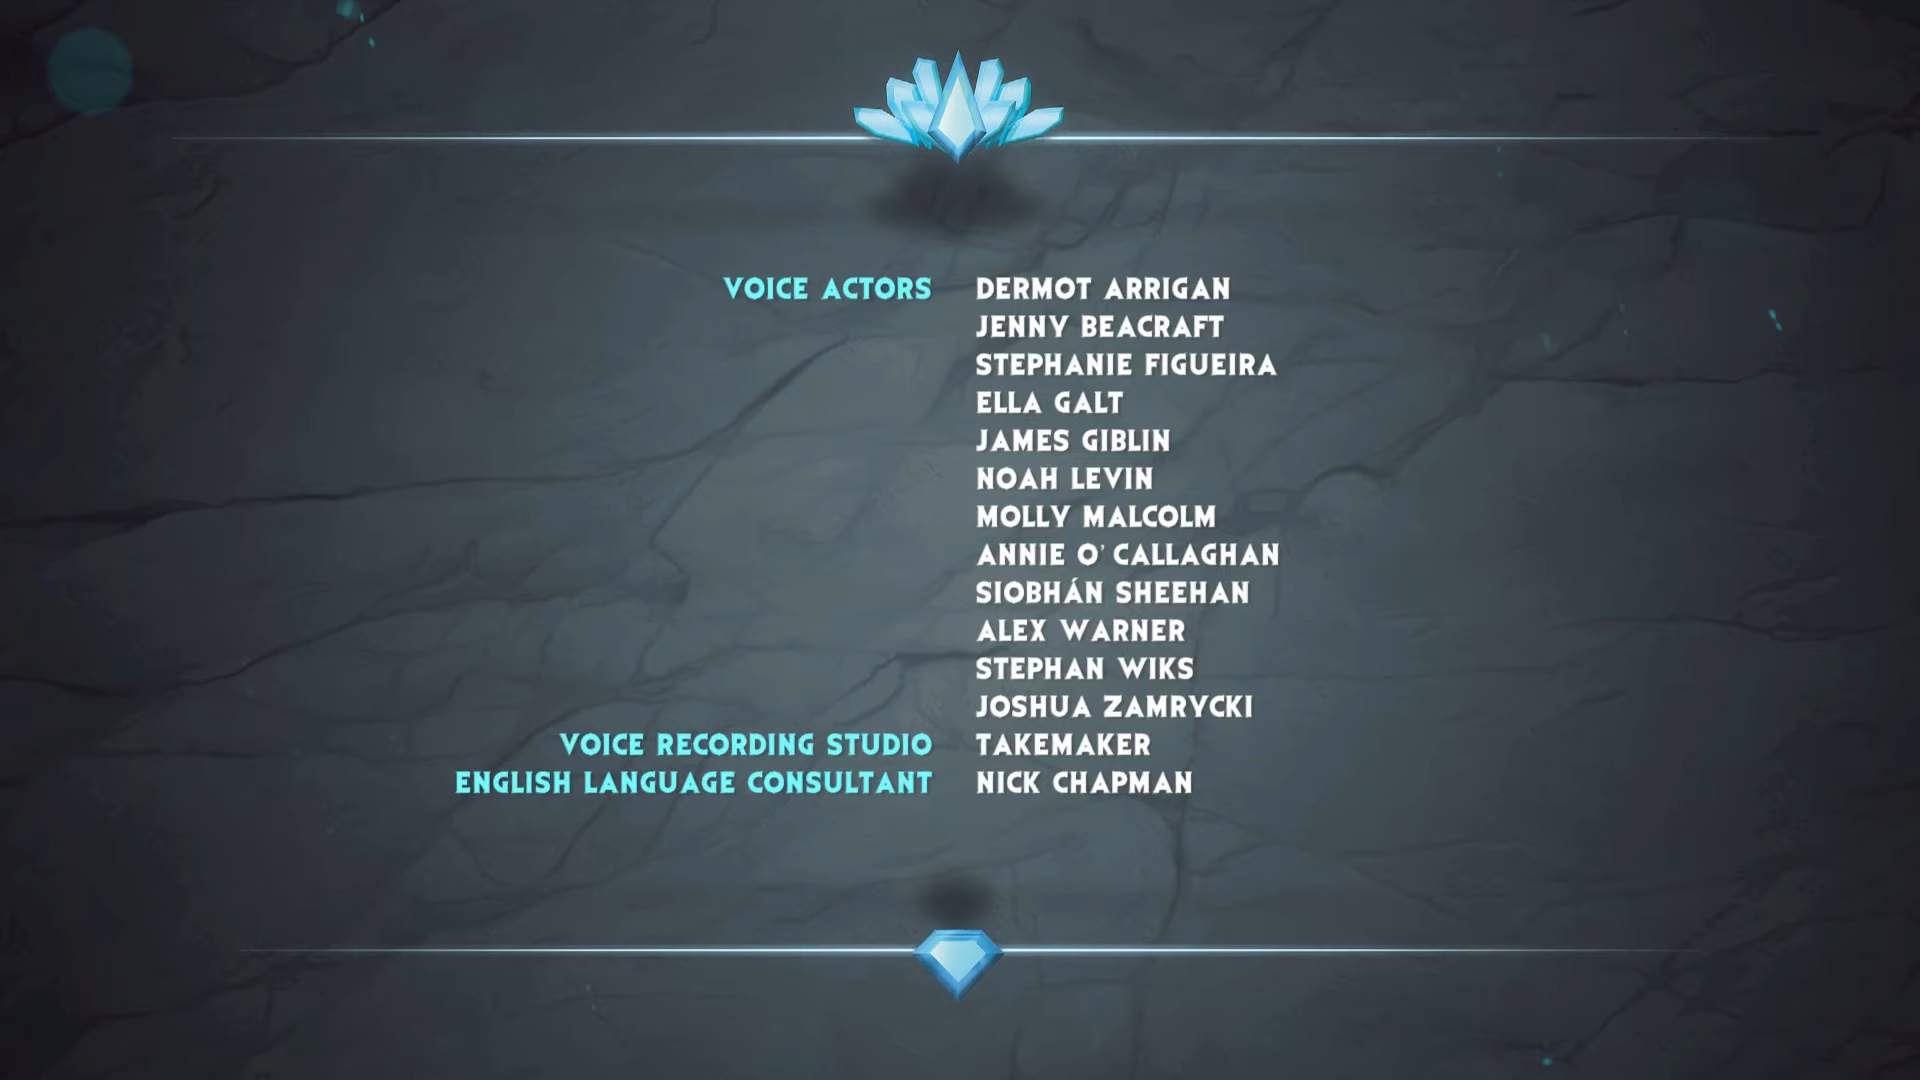 VOICE ACTORS DERMOT ARRIGAN
JENNY BEACRAFT
STEPHANIE FIGUEIRA
ELLA GALT
JAMES GIBLIN
NOAH LEVIN
MOLLY MALCOLM
ANNIE O'CALLAGHAN
SIOBHÁN SHEEHAN
ALEX WARNER
STEPHAN WIKS
JOSHUA ZAMRYCKI
VOICE RECORDING STUDIO TAKEMAKER
ENGLISH LANGUAGE CONSULTANT NICK CHAPMAN